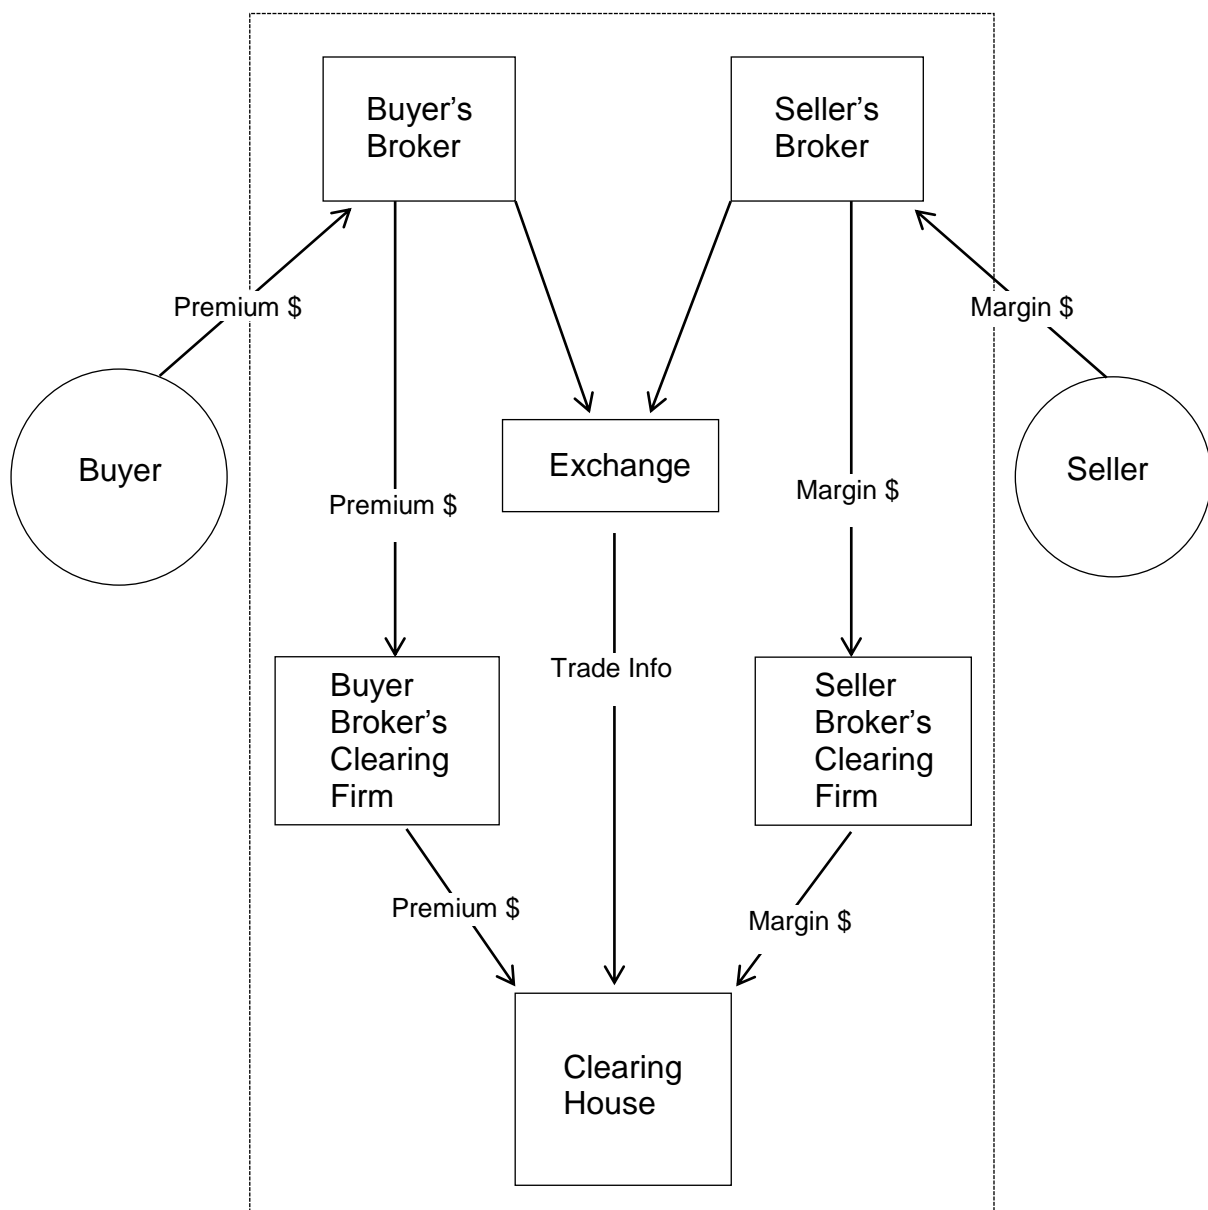 Buyer’s
Broker
Seller’s
Broker
Premium $
Margin $
Buyer
Exchange
Seller
Premium $
Margin $
Trade Info
Buyer
Broker’s
Clearing
Firm
Seller
Broker’s
Clearing
Firm
Premium $
Margin $
Clearing
House